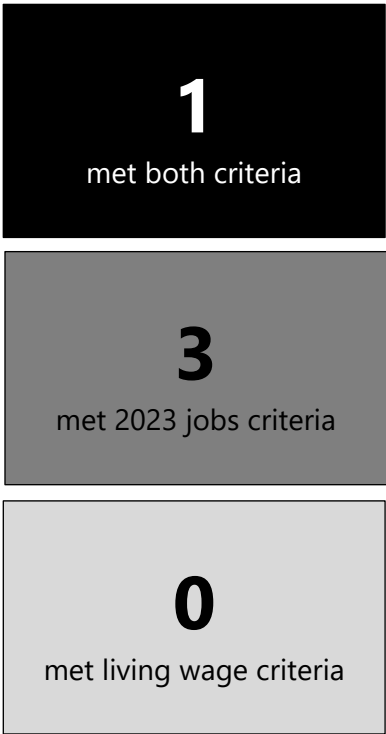 1
met both criteria
3
met 2023 jobs criteria
0
met living wage criteria